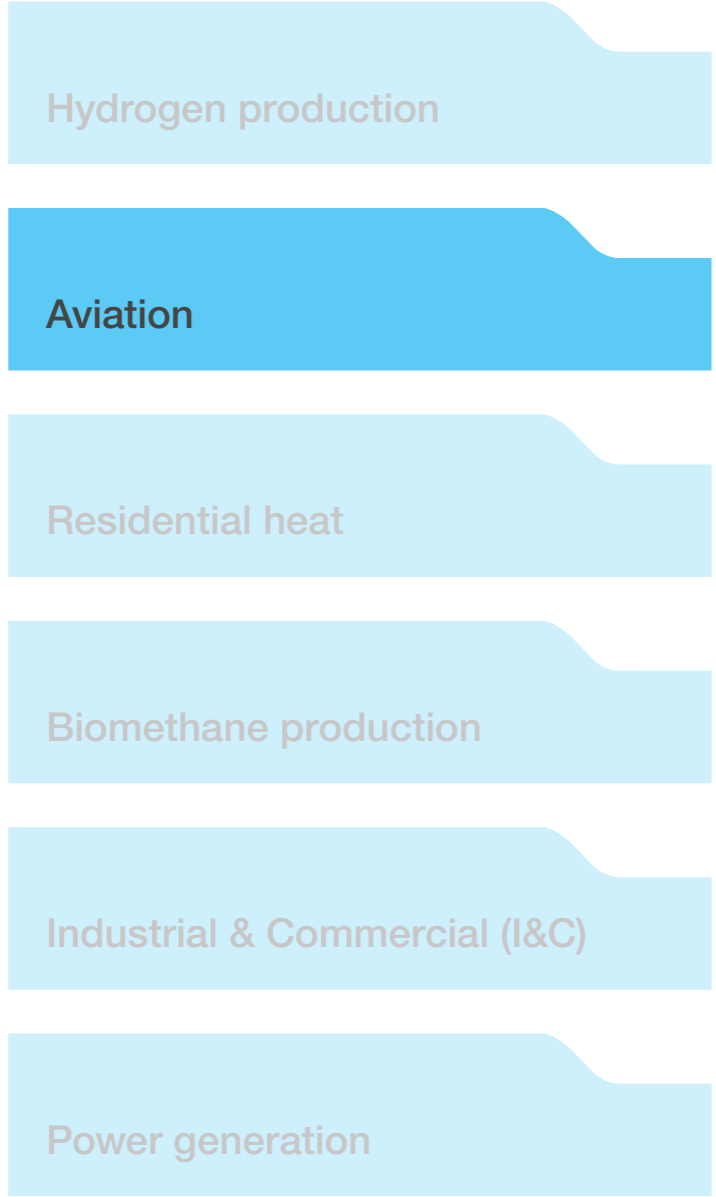 Hydrogen production
Aviation
Residential heat
Biomethane production
Industrial & Commercial (I&C)
Power generation